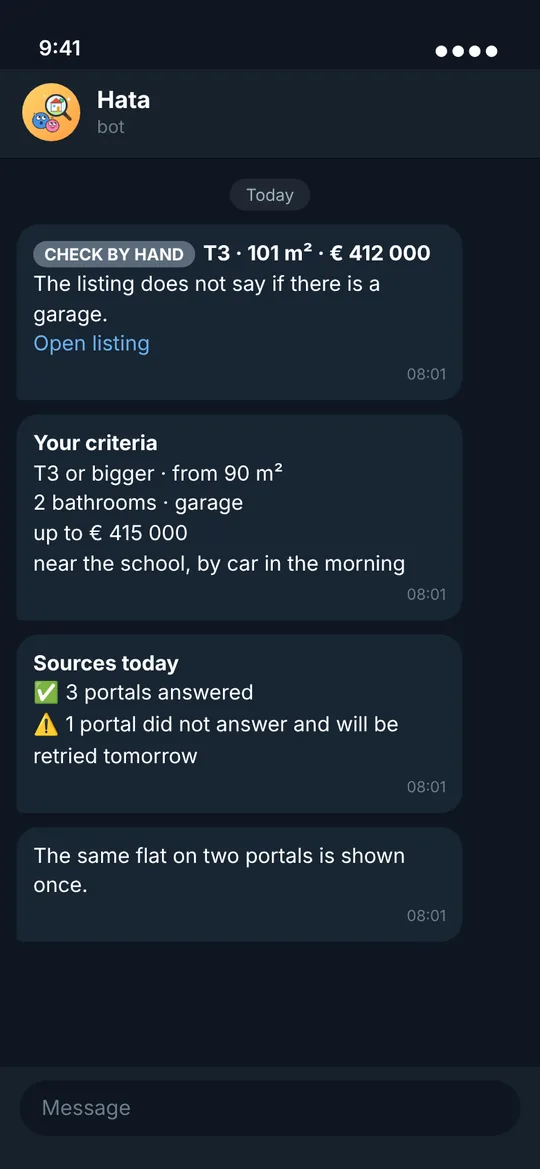 9:41
Hata
bot
Today
CHECK BY HAND T3 · 101 m² · € 412 000
The listing does not say if there is a
garage.
Open listing
08:01
Your criteria
T3 or bigger · from 90 m²
2 bathrooms · garage
up to € 415 000
near the school, by car in the morning
08:01
Sources today
✅ 3 portals answered
⚠️ 1 portal did not answer and will be
retried tomorrow
08:01
The same flat on two portals is shown
once.
08:01
Message